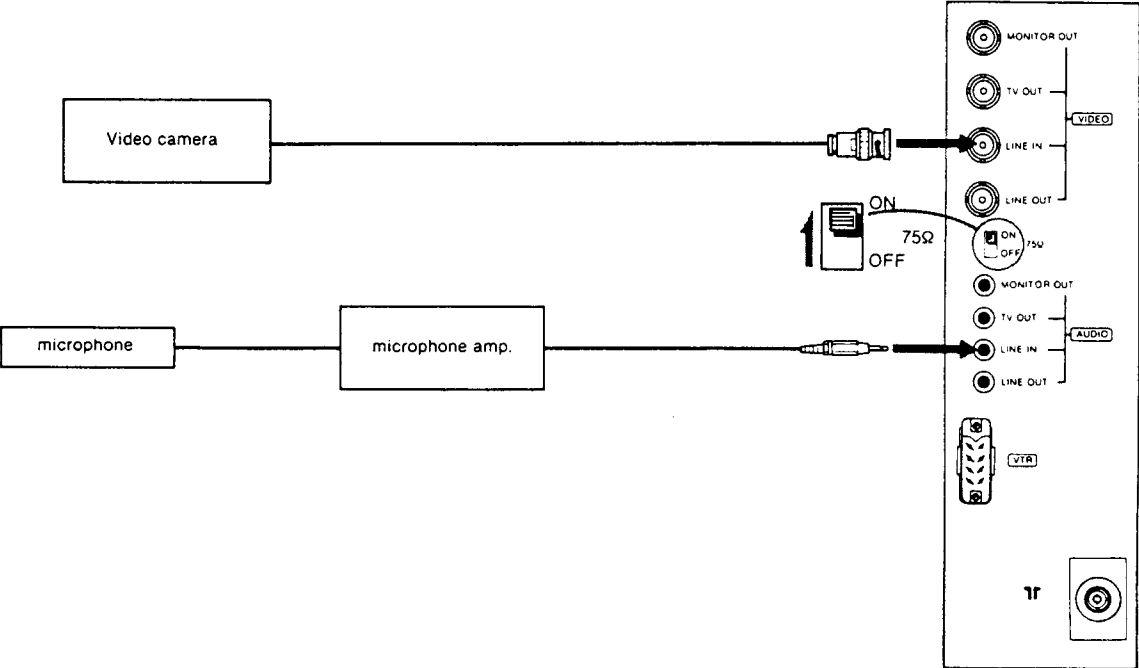 MONITOR OUT
TV OUT
VIDEO
LINE IN
LINE OUT
Video camera
ON
75Ω
OFF
ON
75Ω
OFF
MONITOR OUT
TV OUT
AUDIO
LINE IN
LINE OUT
microphone
microphone amp.
VTR